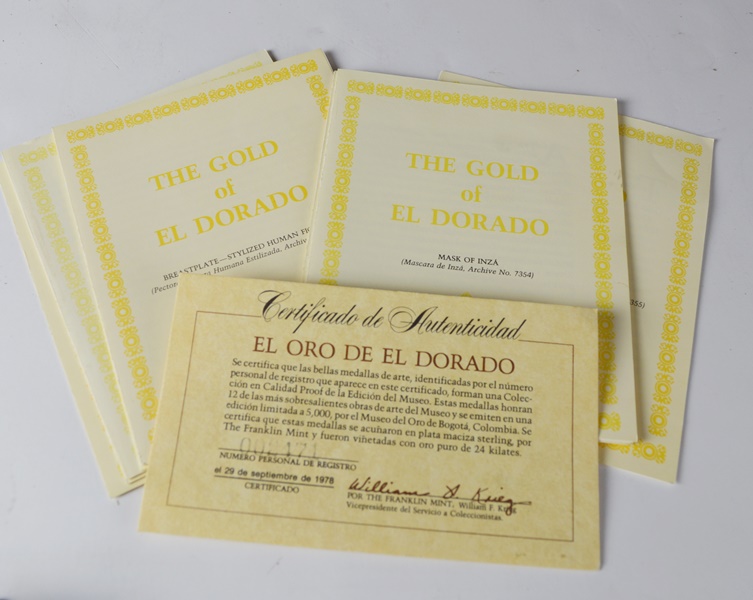 THE GOLD
of
EL DORADO
BREASTPLATE—STYLIZED HUMAN
Humana Estilizada, Archiv
THE GOLD
of
EL DORADO
MASK OF INZÁ
(Mascara de Inzá, Archive No. 7354)
355)
Certificado de Autenticidad
EL ORO DE EL DORADO
Se certifica que las bellas medallas de arte, identificadas por el número
personal de registro que aparece en este certificado, forman una Colec-
ción en Calidad Proof de la Edición del Museo. Estas medallas honran
12 de las más sobresalientes obras de arte del Museo y se emiten en una
edición limitada a 5,000, por el Museo del Oro de Bogotá, Colombia. Se
certifica que estas medallas se acuñaron en plata maciza sterling, por
The Franklin Mint y fueron viñetadas con oro puro de 24 kilates.
NUMERO PERSONAL DE REGISTRO
el 29 de septiembre de 1978
CERTIFICADO
POR THE FRANKLIN MINT, William F. Krieg
Vicepresidente del Servicio a Coleccionistas.